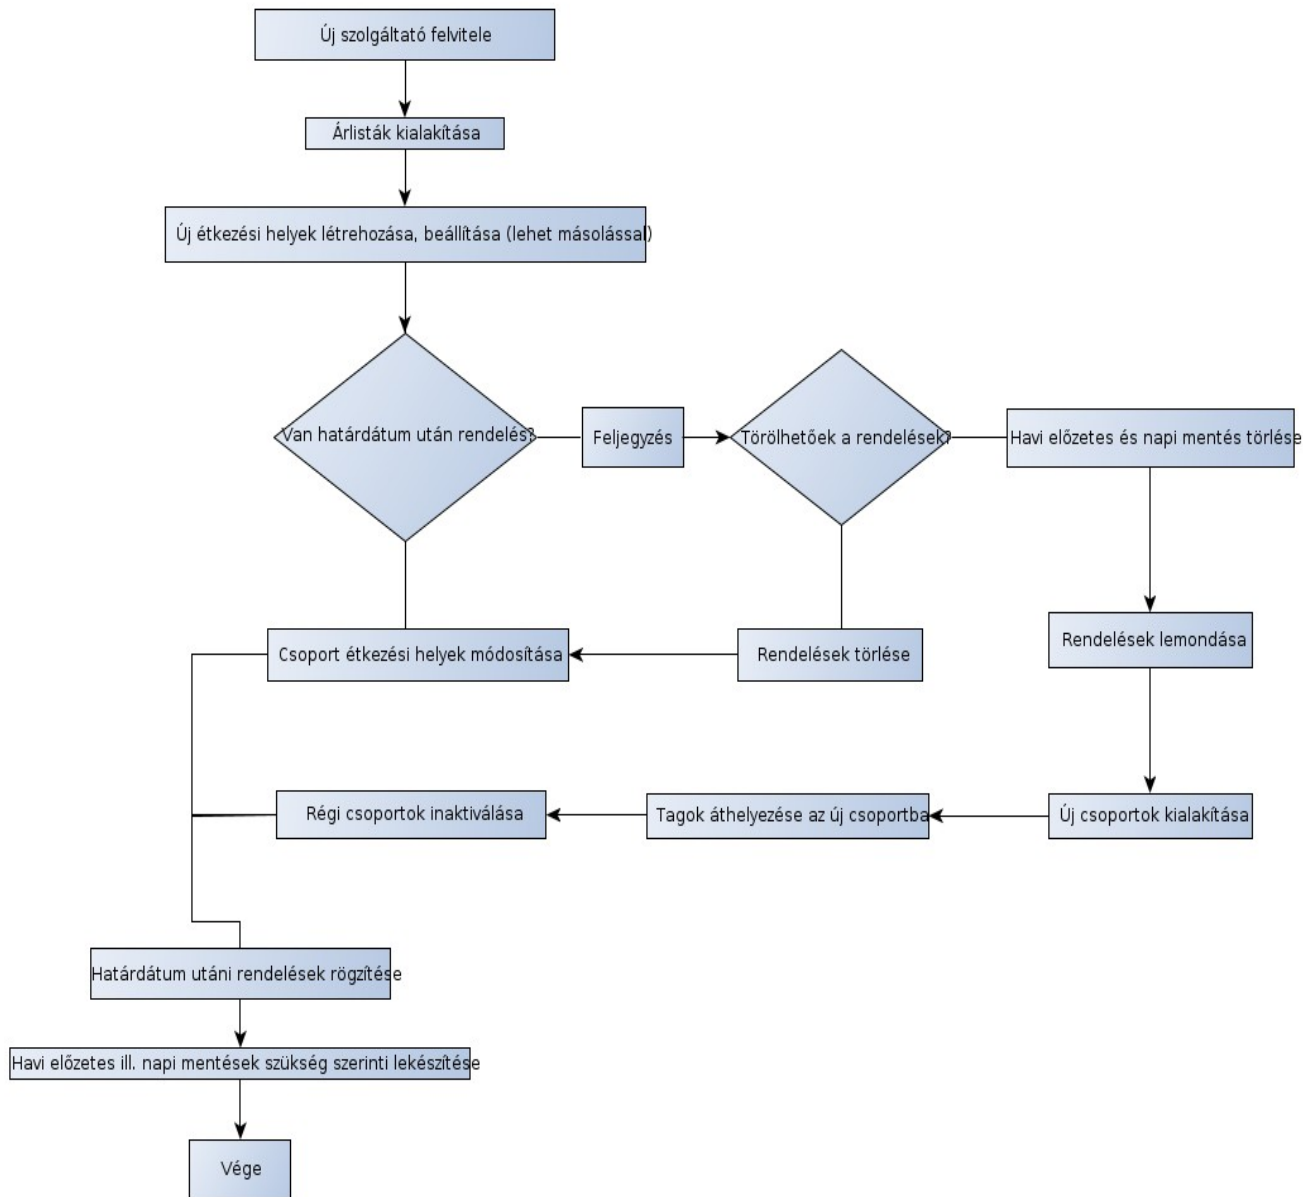 Új szolgáltató felvitele
Árlisták kialakítása
Új étkezési helyek létrehozása, beállítása (lehet másolással)
Van határdátum után rendelés?
Feljegyzés
Törölhetőek a rendelések?
Havi előzetes és napi mentés törlése
Rendelések lemondása
Csoport étkezési helyek módosítása
Rendelések törlése
Régi csoportok inaktiválása
Tagok áthelyezése az új csoportba
Új csoportok kialakítása
Határdátum utáni rendelések rögzítése
Havi előzetes ill. napi mentések szükség szerinti lekészítése
Vége